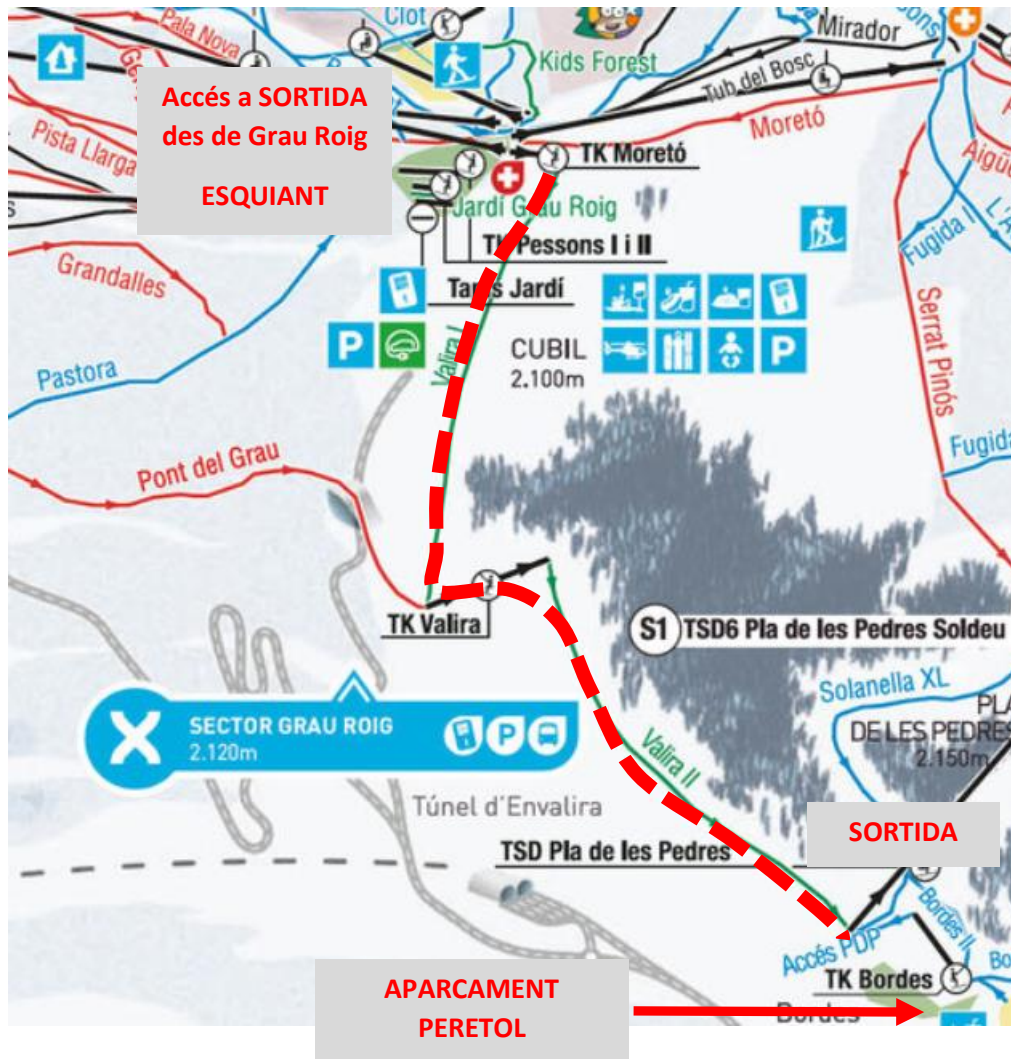 Clot
Mirador
Pala Nova
Kids Forest
Accés a SORTIDA
des de Grau Roig
ESQUIANT
Tub del Bosc
Moretó
Pista Llarga
TK Moretó
Jardí Grau Roig
Fugida I
TK Pessons I i II
Grandalles
Tapís Jardí
P
Valira I
CUBIL
2.100m
P
Serrat Pinós
Pastora
Pont del Grau
TK Valira
S1 TSD6 Pla de les Pedres Soldeu
Solanella XL
SECTOR GRAU ROIG
2.120m
P
DE LES PEDRES
2.150m
Valira II
Túnel d'Envalira
SORTIDA
TSD Pla de les Pedres
Bordes II
Accés PDP
TK Bordes
APARCAMENT
PERETOL
Bordes